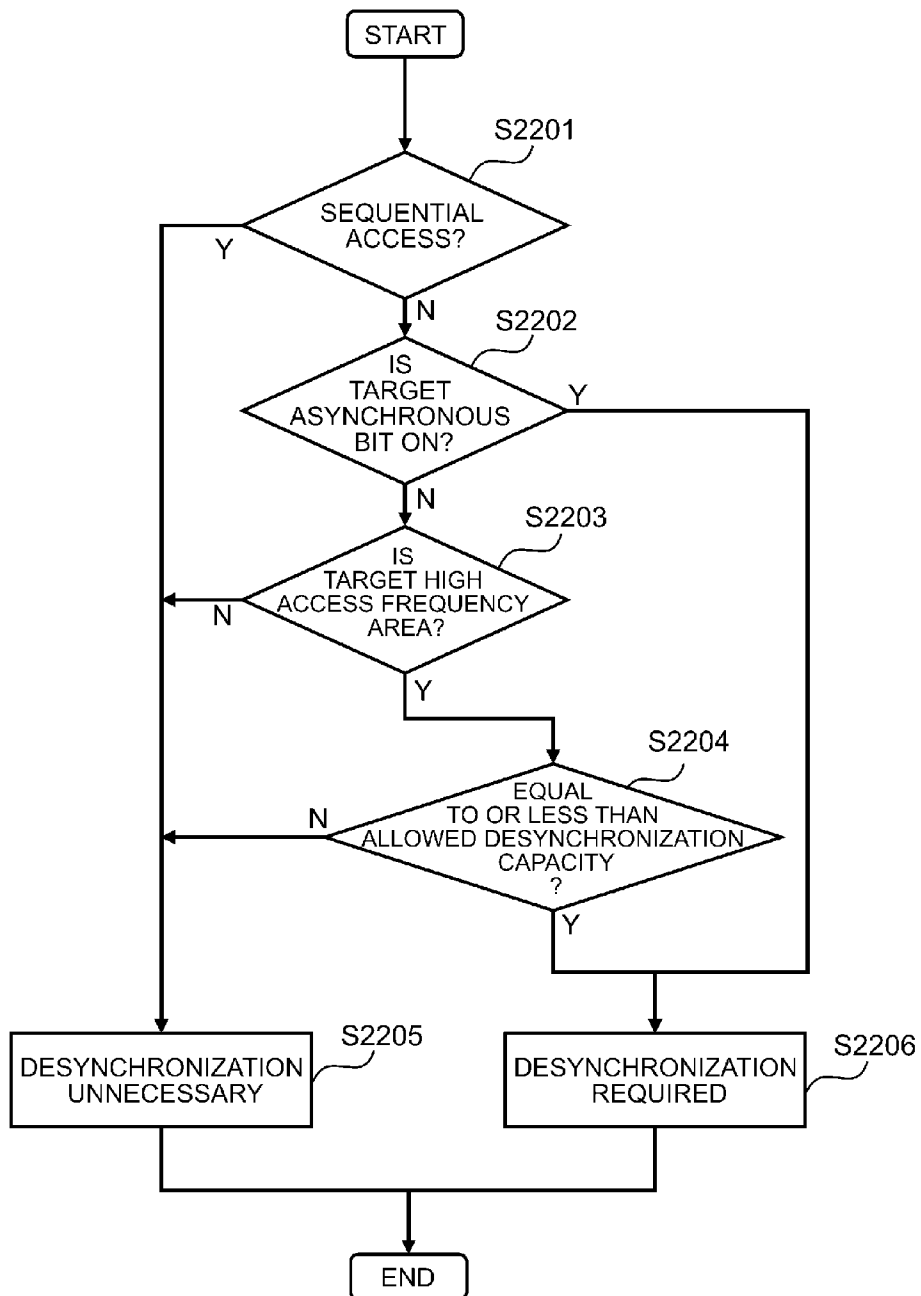 START
S2201
SEQUENTIAL
ACCESS?
Y
N
S2202
IS
TARGET
ASYNCHRONOUS
BIT ON?
Y
N
S2203
IS
TARGET HIGH
ACCESS FREQUENCY
AREA?
N
Y
S2204
EQUAL
TO OR LESS THAN
ALLOWED DESYNCHRONIZATION
CAPACITY
?
N
Y
S2205
DESYNCHRONIZATION
UNNECESSARY
S2206
DESYNCHRONIZATION
REQUIRED
END